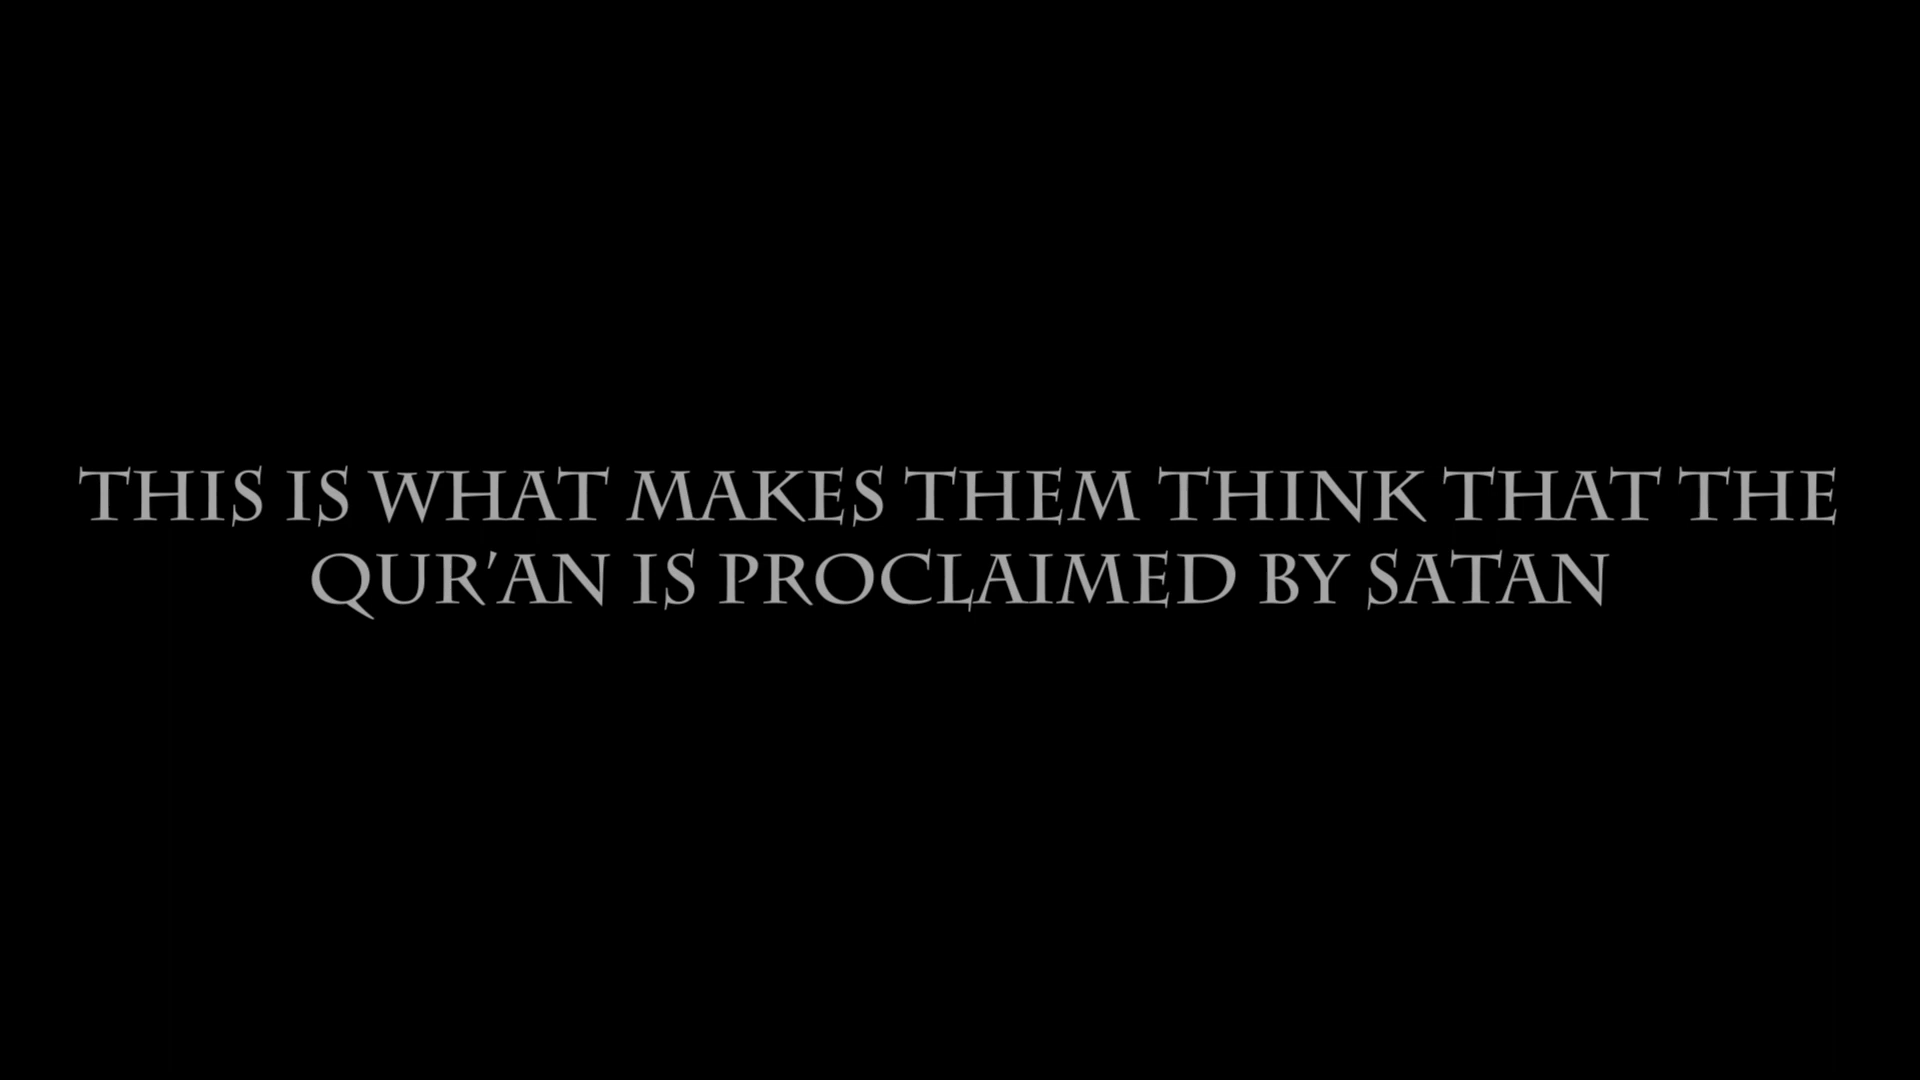 THIS IS WHAT MAKES THEM THINK THAT THE
QUR'AN IS PROCLAIMED BY SATAN